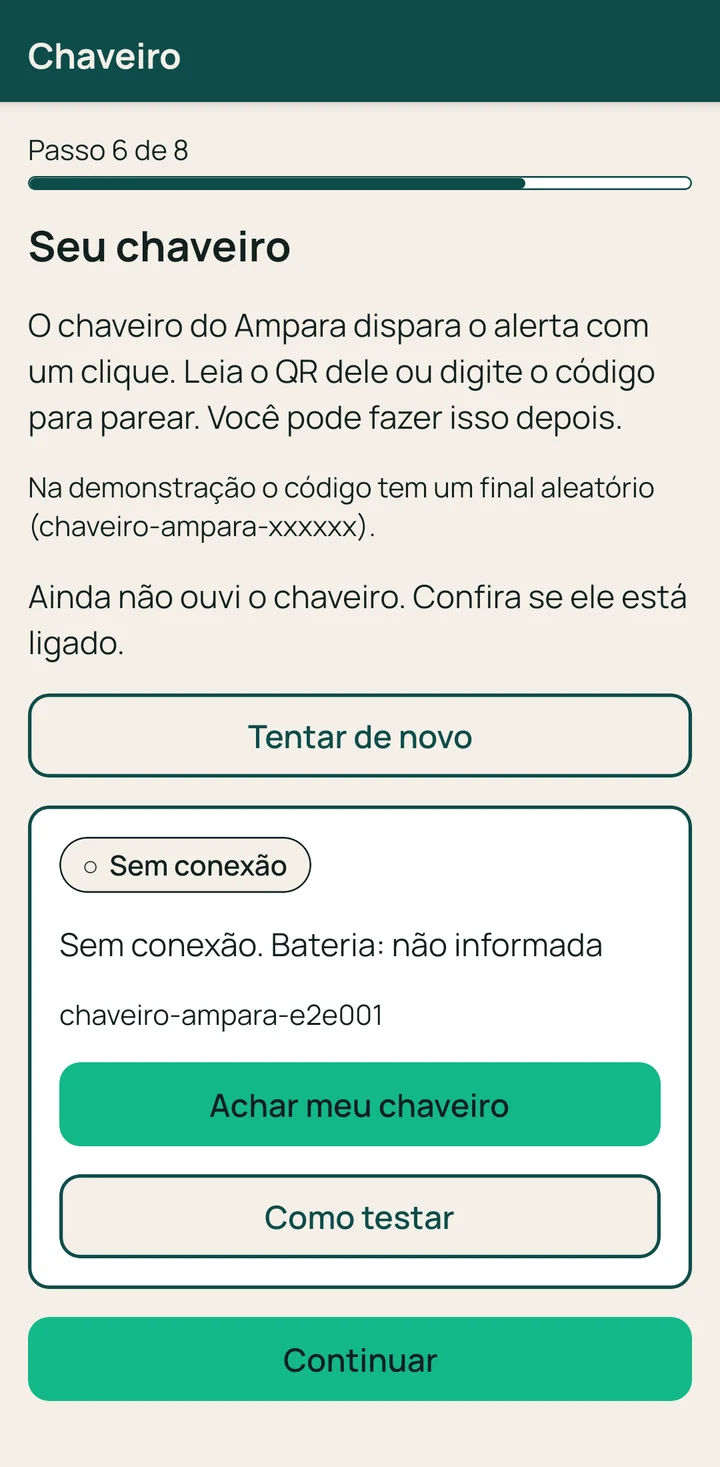 Chaveiro
Passo 6 de 8
Seu chaveiro
O chaveiro do Ampara dispara o alerta com
um clique. Leia o QR dele ou digite o código
para parear. Você pode fazer isso depois.
Na demonstração o código tem um final aleatório
(chaveiro-ampara-xxxxxx).
Ainda não ouvi o chaveiro. Confira se ele está
ligado.
Tentar de novo
Sem conexão
Sem conexão. Bateria: não informada
chaveiro-ampara-e2e001
Achar meu chaveiro
Como testar
Continuar